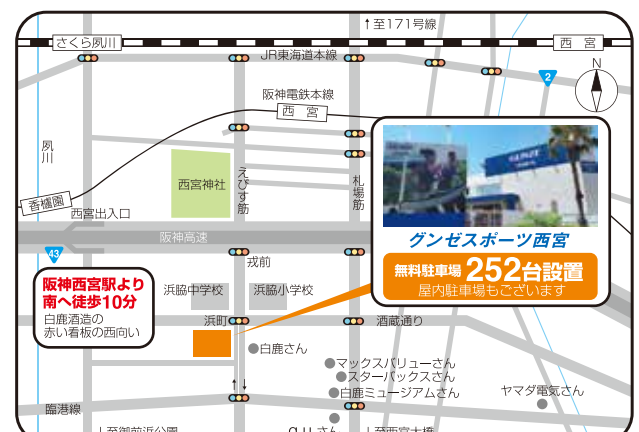 ↑至171号線
さくら夙川
西宮
JR東海道本線
N
2
阪神電鉄本線
西宮
夙川
西宮神社
えびす筋
札場筋
香櫨園
西宮出入口
阪神高速
43
グンゼスポーツ西宮
無料駐車場252台設置
屋内駐車場もございます
戎前
阪神西宮駅より
南へ徒歩10分
白鹿酒造の
赤い看板の西向い
浜脇中学校
浜脇小学校
浜町
酒蔵通り
白鹿さん
マックスバリューさん
スターバックスさん
白鹿ミュージアムさん
ヤマダ電気さん
↑↓
臨港線